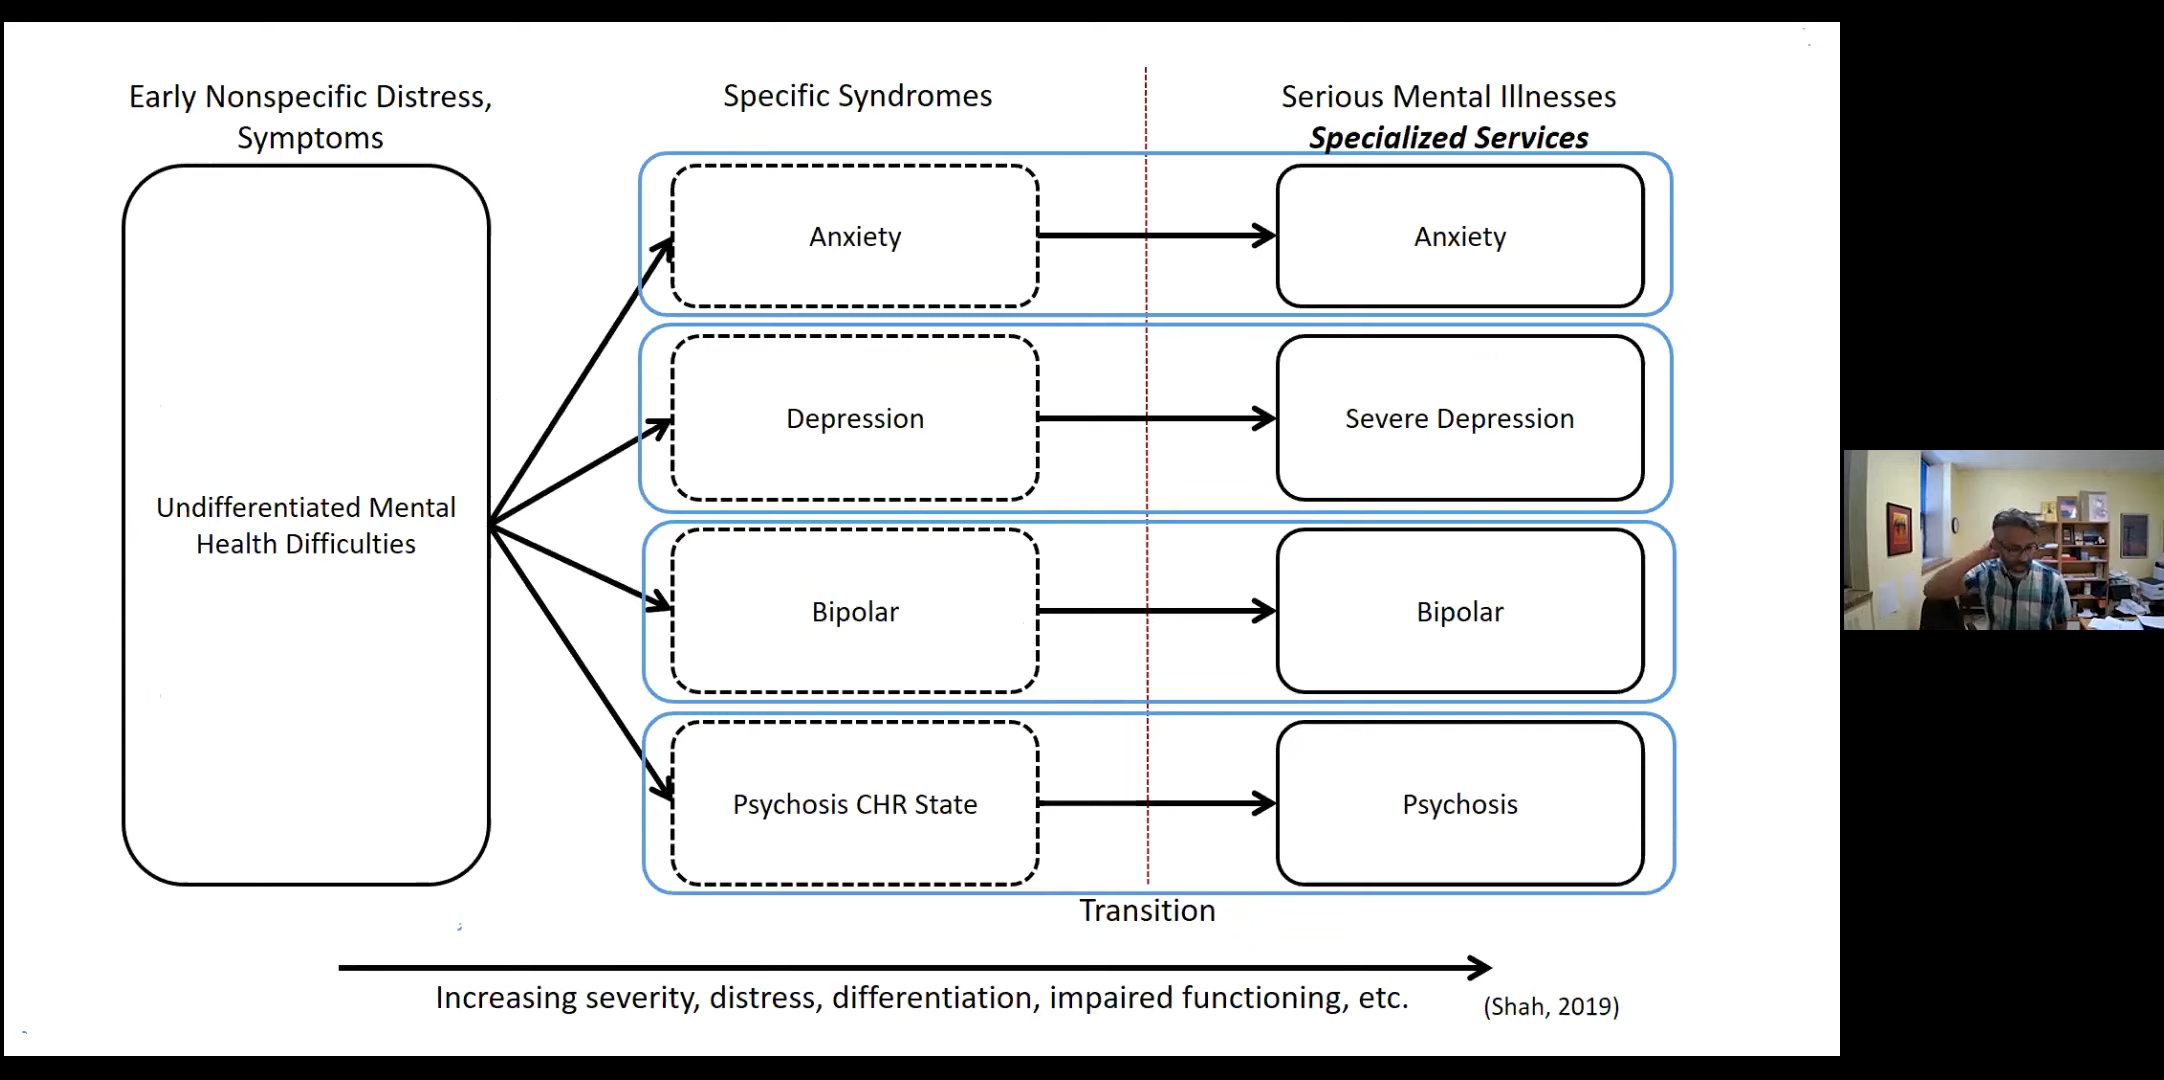 Early Nonspecific Distress,
Symptoms
Specific Syndromes
Serious Mental Illnesses
Specialized Services
Undifferentiated Mental
Health Difficulties
Anxiety
Anxiety
Depression
Severe Depression
Bipolar
Bipolar
Psychosis CHR State
Psychosis
Transition
Increasing severity, distress, differentiation, impaired functioning, etc.
(Shah, 2019)